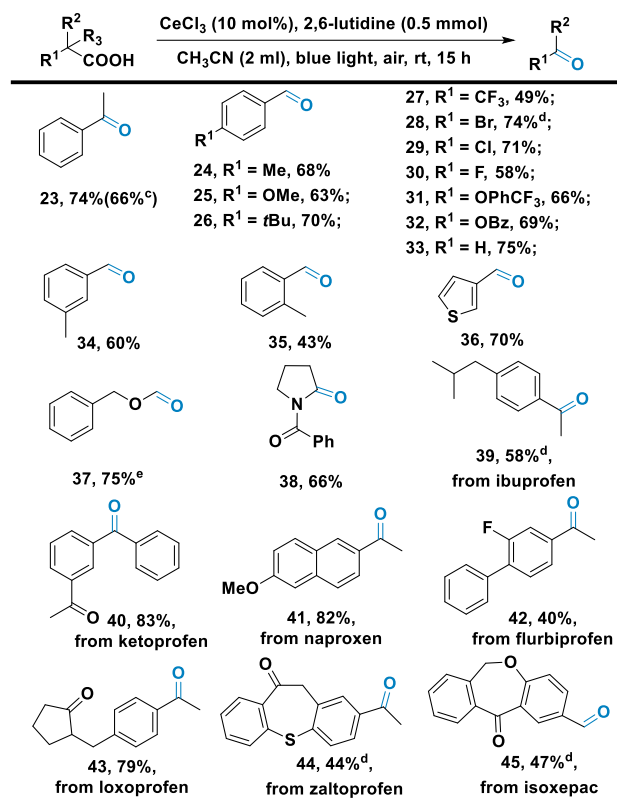 R2
R1 R3 COOH
CeCl3 (10 mol%), 2,6-lutidine (0.5 mmol)
CH3CN (2 ml), blue light, air, rt, 15 h
R2
R1 O
O
23, 74%(66%c)
O
R1
24, R1 = Me, 68%
25, R1 = OMe, 63%;
26, R1 = tBu, 70%;
27, R1 = CF3, 49%;
28, R1 = Br, 74%d;
29, R1 = Cl, 71%;
30, R1 = F, 58%;
31, R1 = OPhCF3, 66%;
32, R1 = OBz, 69%;
33, R1 = H, 75%;
O
34, 60%
O
35, 43%
S O
36, 70%
O O
37, 75%e
N O
O Ph
38, 66%
O
39, 58%d,
from ibuprofen
O
O
40, 83%,
from ketoprofen
O
MeO
41, 82%,
from naproxen
F O
42, 40%,
from flurbiprofen
O O
43, 79%,
from loxoprofen
O O
S
44, 44%d,
from zaltoprofen
O
O O
45, 47%d,
from isoxepac